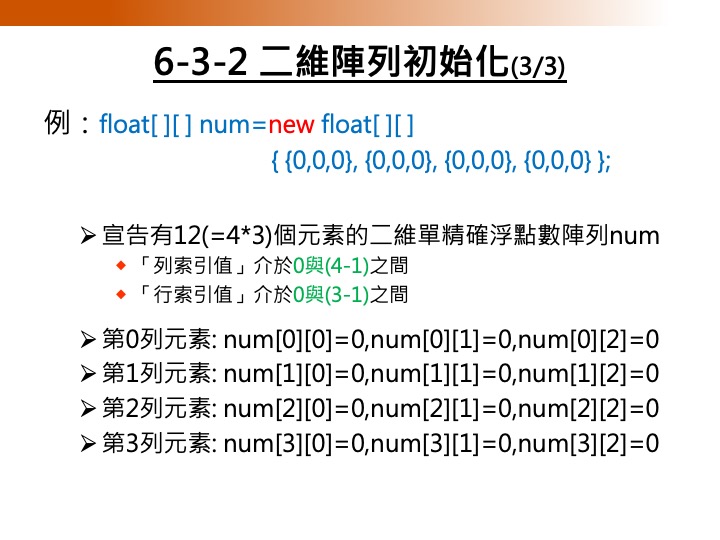 6-3-2 二維陣列初始化(3/3)
例：float[ ][ ] num=new float[ ][ ]
{ {0,0,0}, {0,0,0}, {0,0,0}, {0,0,0} };
➢宣告有12(=4*3)個元素的二維單精確浮點數陣列num
◆「列索引值」介於0與(4-1)之間
◆「行索引值」介於0與(3-1)之間
➢第0列元素: num[0][0]=0,num[0][1]=0,num[0][2]=0
➢第1列元素: num[1][0]=0,num[1][1]=0,num[1][2]=0
➢第2列元素: num[2][0]=0,num[2][1]=0,num[2][2]=0
➢第3列元素: num[3][0]=0,num[3][1]=0,num[3][2]=0